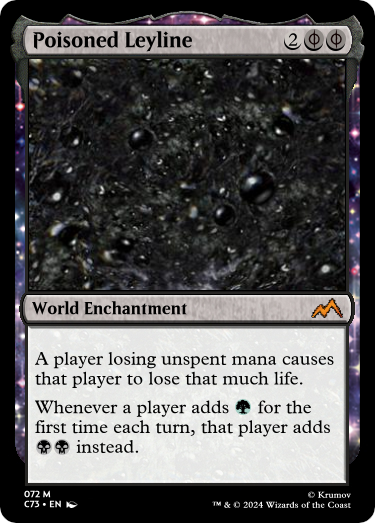 Poisoned Leyline 2
World Enchantment
A player losing unspent mana causes
that player to lose that much life.
Whenever a player adds for the
first time each turn, that player adds
instead.
072 M
C73 • EN
© Krumov
™ & © 2024 Wizards of the Coast